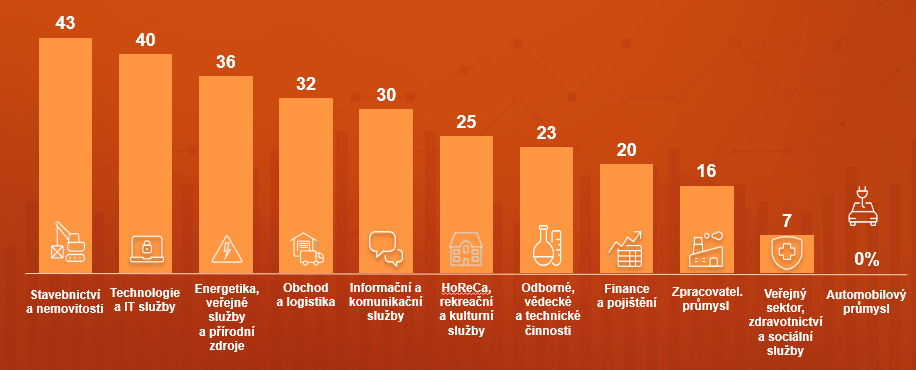 43
40
36
32
30
25
23
20
16
7
0%
Stavebnictví
a nemovitosti
Technologie
a IT služby
Energetika,
veřejné
služby
a přírodní
zdroje
Obchod
a logistika
Informační a
komunikační
služby
HoReCa,
rekreační
a kulturní
služby
Odborné,
vědecké
a technické
činnosti
Finance
a pojištění
Zpracovatel.
průmysl
Veřejný
sektor,
zdravotnictví
a sociální
služby
Automobilový
průmysl